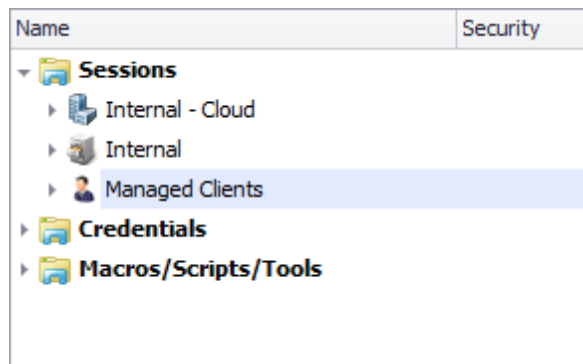 Name Security
Sessions
Internal - Cloud
Internal
Managed Clients
Credentials
Macros/Scripts/Tools